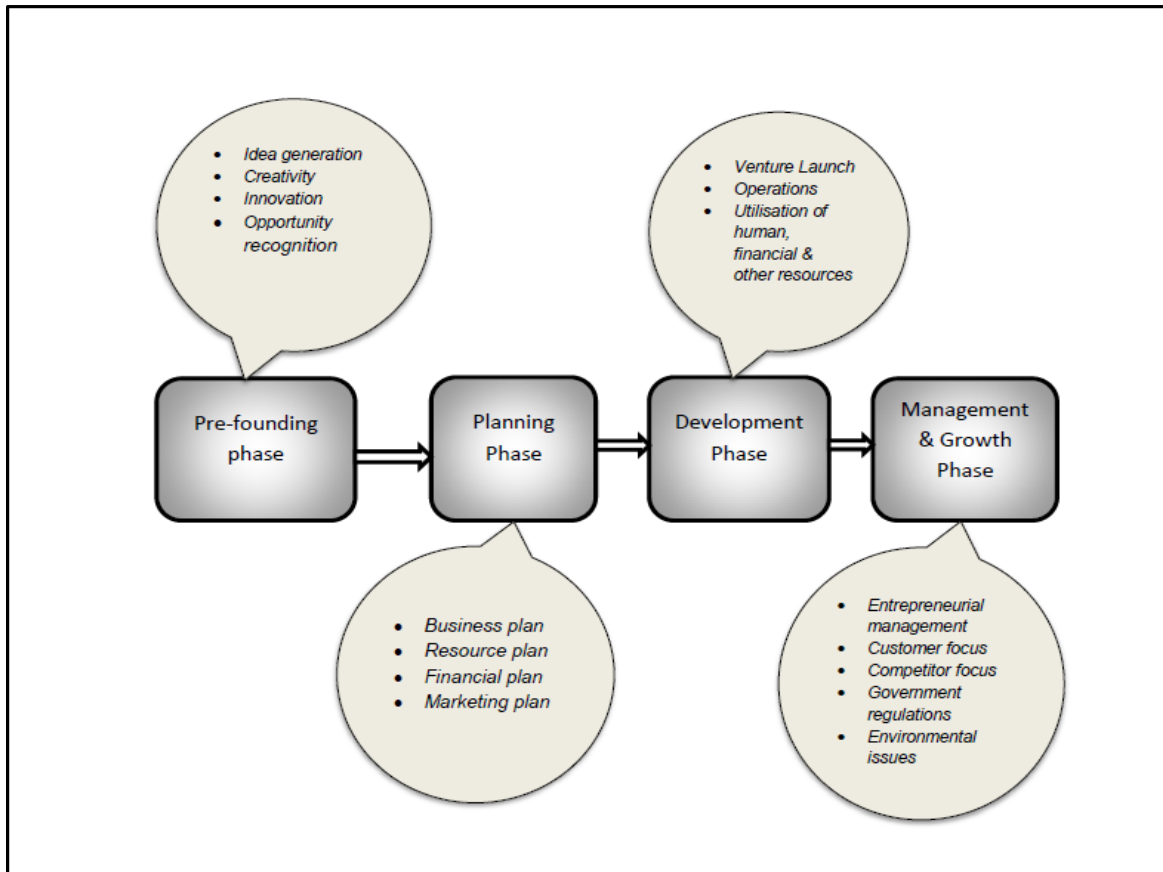 • Idea generation
• Creativity
• Innovation
• Opportunity
recognition
• Venture Launch
• Operations
• Utilisation of
human,
financial &
other resources
Pre-founding
phase
Planning
Phase
Development
Phase
Management
& Growth
Phase
• Business plan
• Resource plan
• Financial plan
• Marketing plan
• Entrepreneurial
management
• Customer focus
• Competitor focus
• Government
regulations
• Environmental
issues